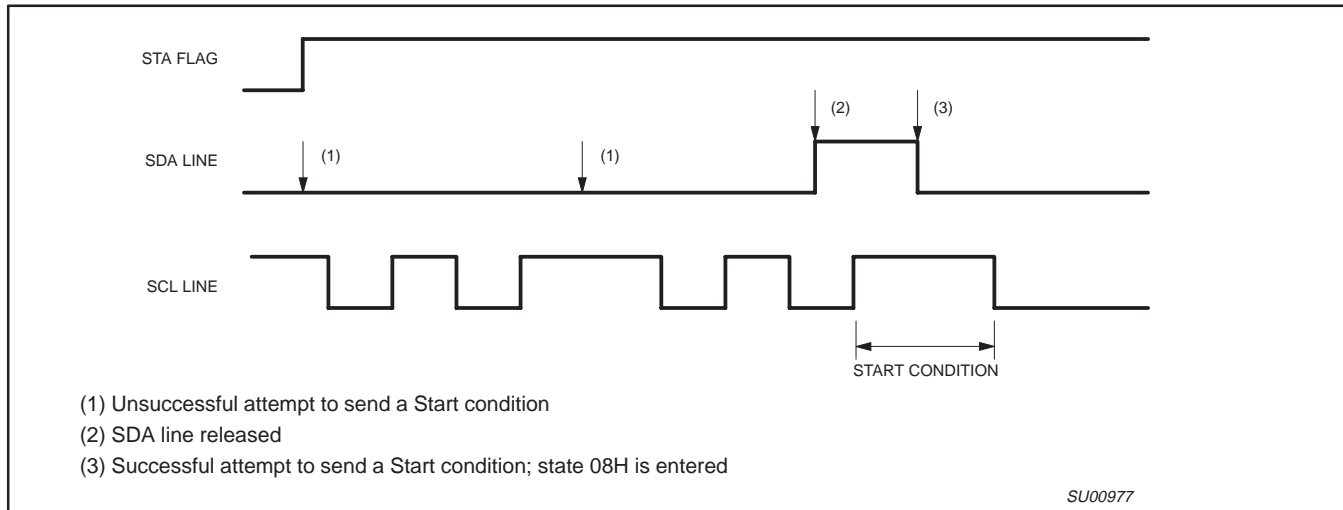 STA FLAG
(2)
(3)
SDA LINE
(1)
(1)
SCL LINE
START CONDITION
(1) Unsuccessful attempt to send a Start condition
(2) SDA line released
(3) Successful attempt to send a Start condition; state 08H is entered
SU00977